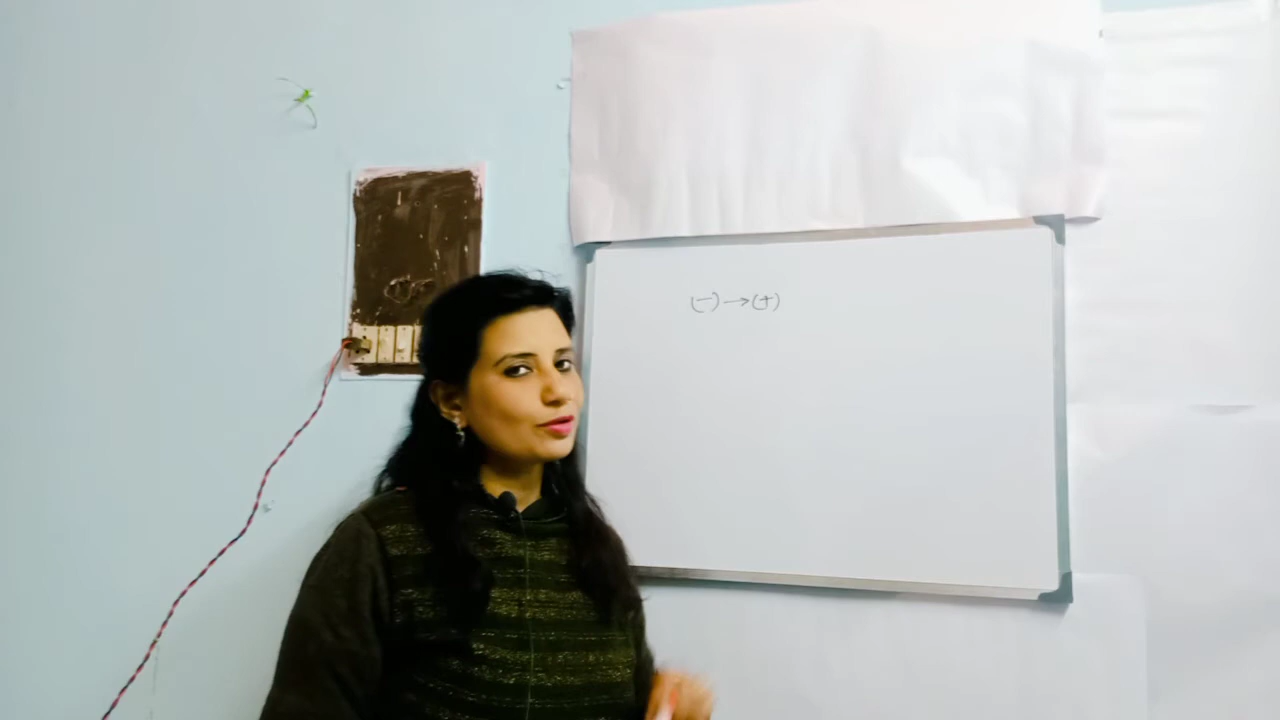 (-) → (+)